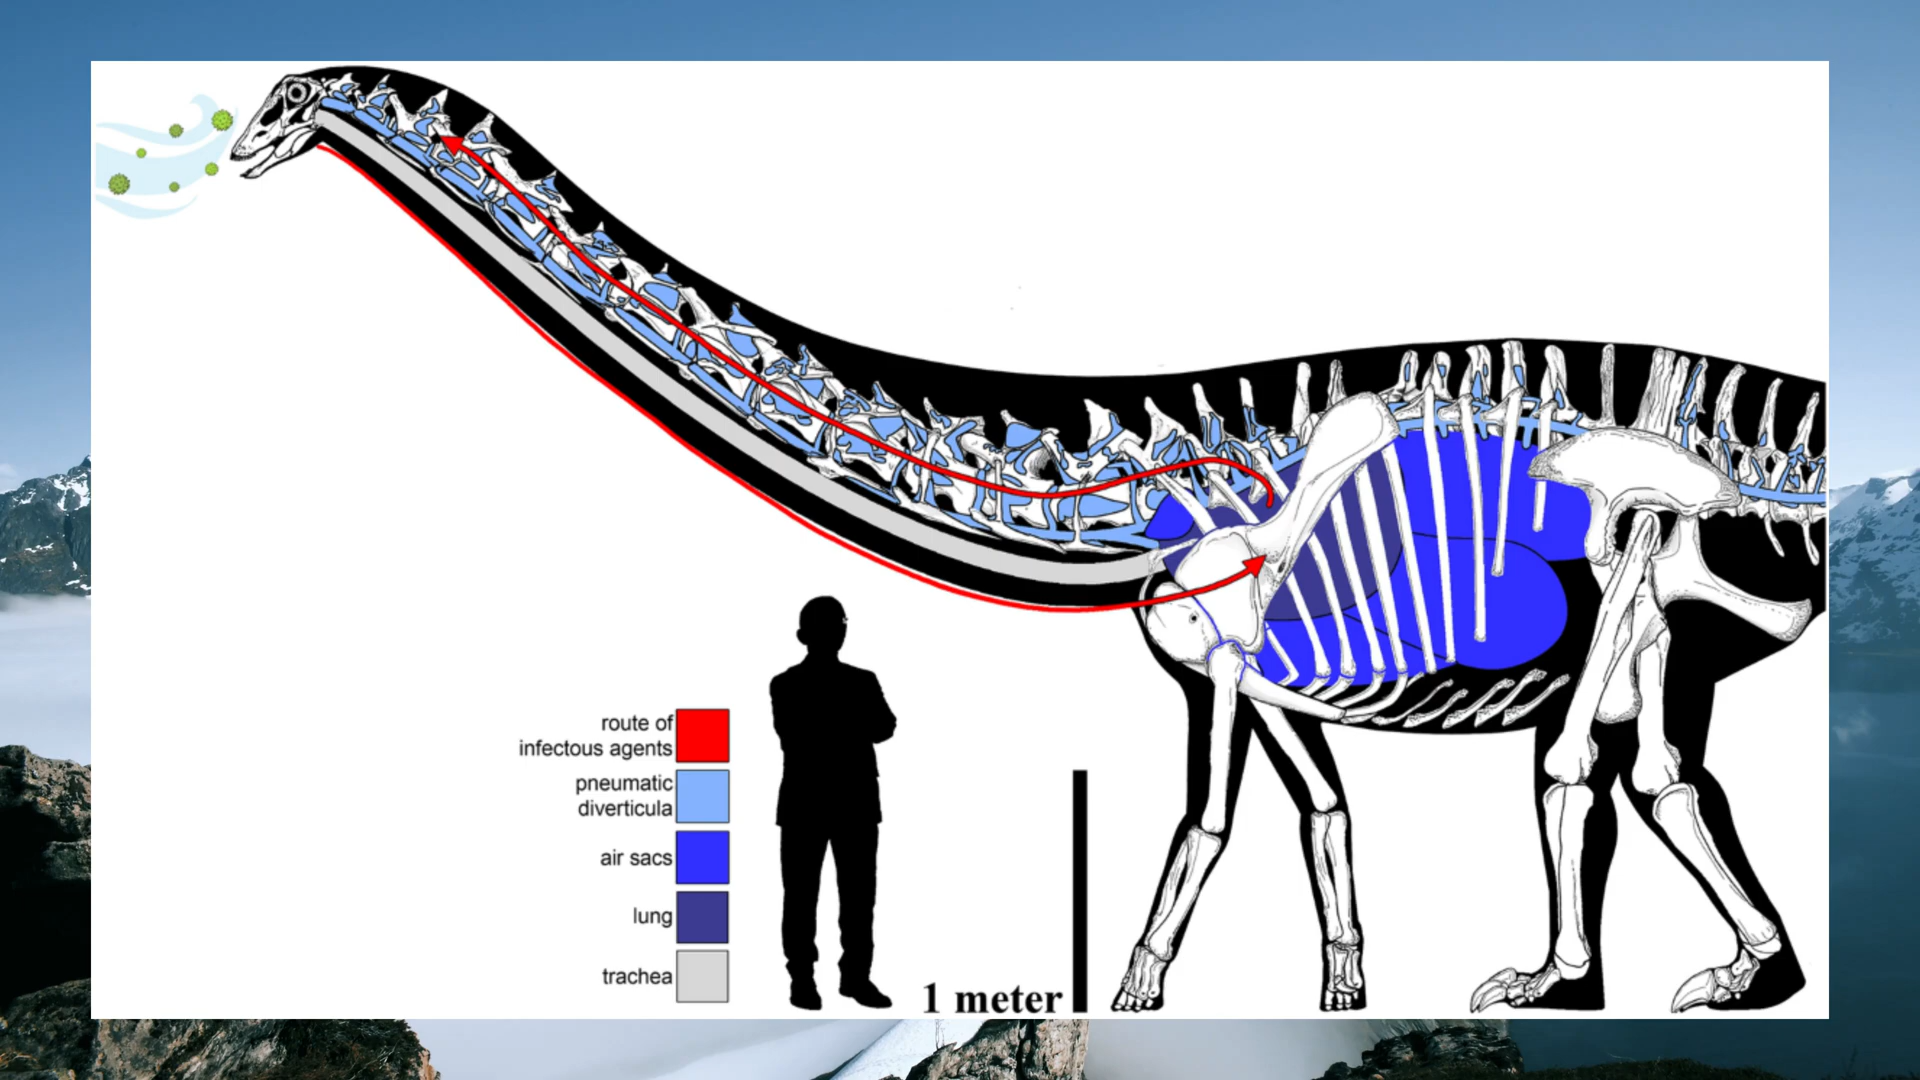 route of
infectous agents
pneumatic
diverticula
air sacs
lung
trachea
1 meter